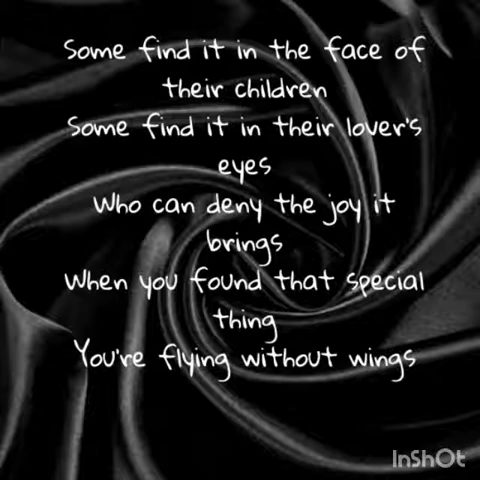 Some find it in the face of
their children
Some find it in their lover's
eyes
Who can deny the joy it
brings
When you found that special
thing
You're flying without wings
InShOt